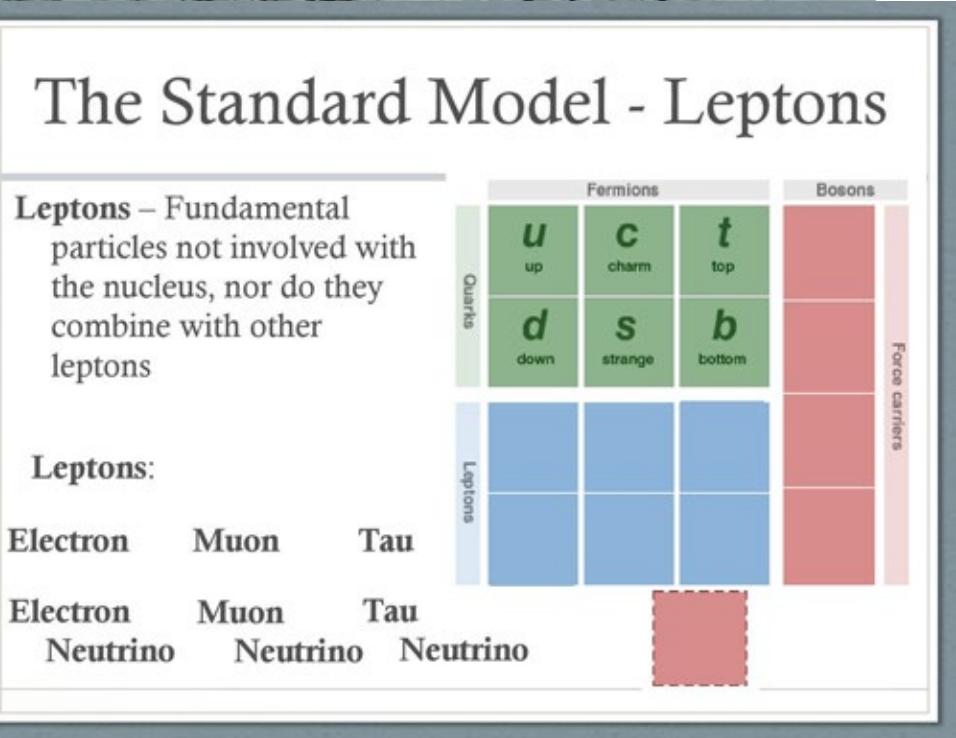 The Standard Model - Leptons
Leptons – Fundamental
particles not involved with
the nucleus, nor do they
combine with other
leptons
Leptons:
Electron Muon Tau
Electron Muon Tau
Neutrino Neutrino Neutrino
Fermions Bosons
Quarks
u c t
up charm top
d s b
down strange bottom
Leptons
Force carriers